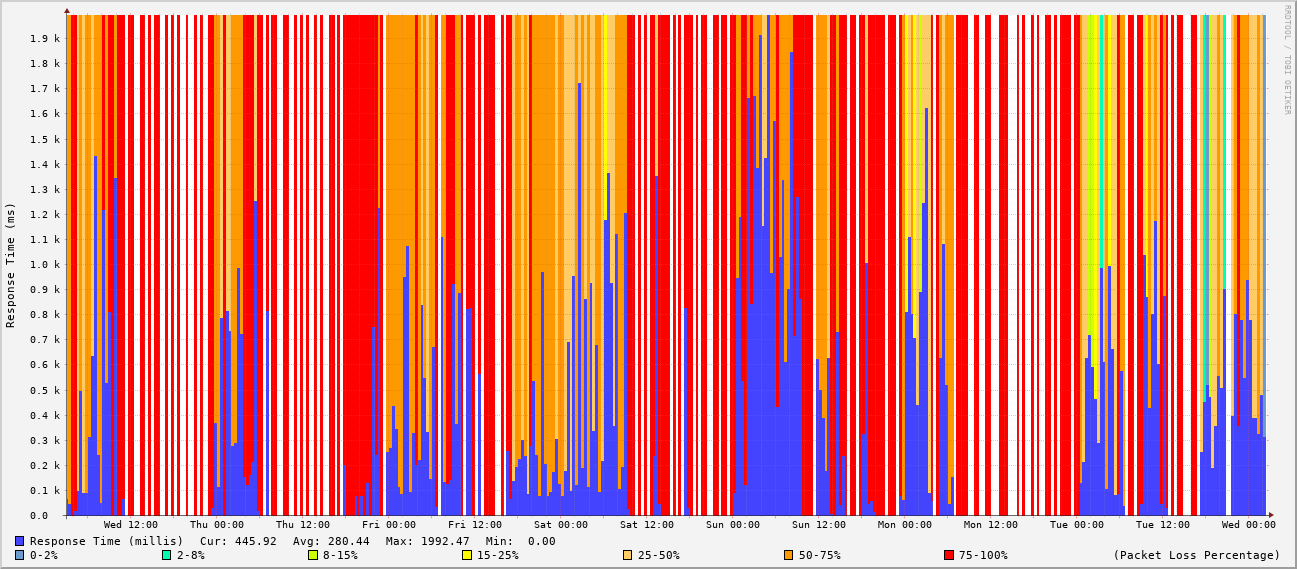 RRDTOOL / TOBI OETIKER
Response Time (ms)
1.9 k
1.8 k
1.7 k
1.6 k
1.5 k
1.4 k
1.3 k
1.2 k
1.1 k
1.0 k
0.9 k
0.8 k
0.7 k
0.6 k
0.5 k
0.4 k
0.3 k
0.2 k
0.1 k
0.0
Wed 12:00 Thu 00:00 Thu 12:00 Fri 00:00 Fri 12:00 Sat 00:00 Sat 12:00 Sun 00:00 Sun 12:00 Mon 00:00 Mon 12:00 Tue 00:00 Tue 12:00 Wed 00:00
Response Time (millis) Cur: 445.92 Avg: 280.44 Max: 1992.47 Min: 0.00
0-2% 2-8% 8-15% 15-25% 25-50% 50-75% 75-100% (Packet Loss Percentage)